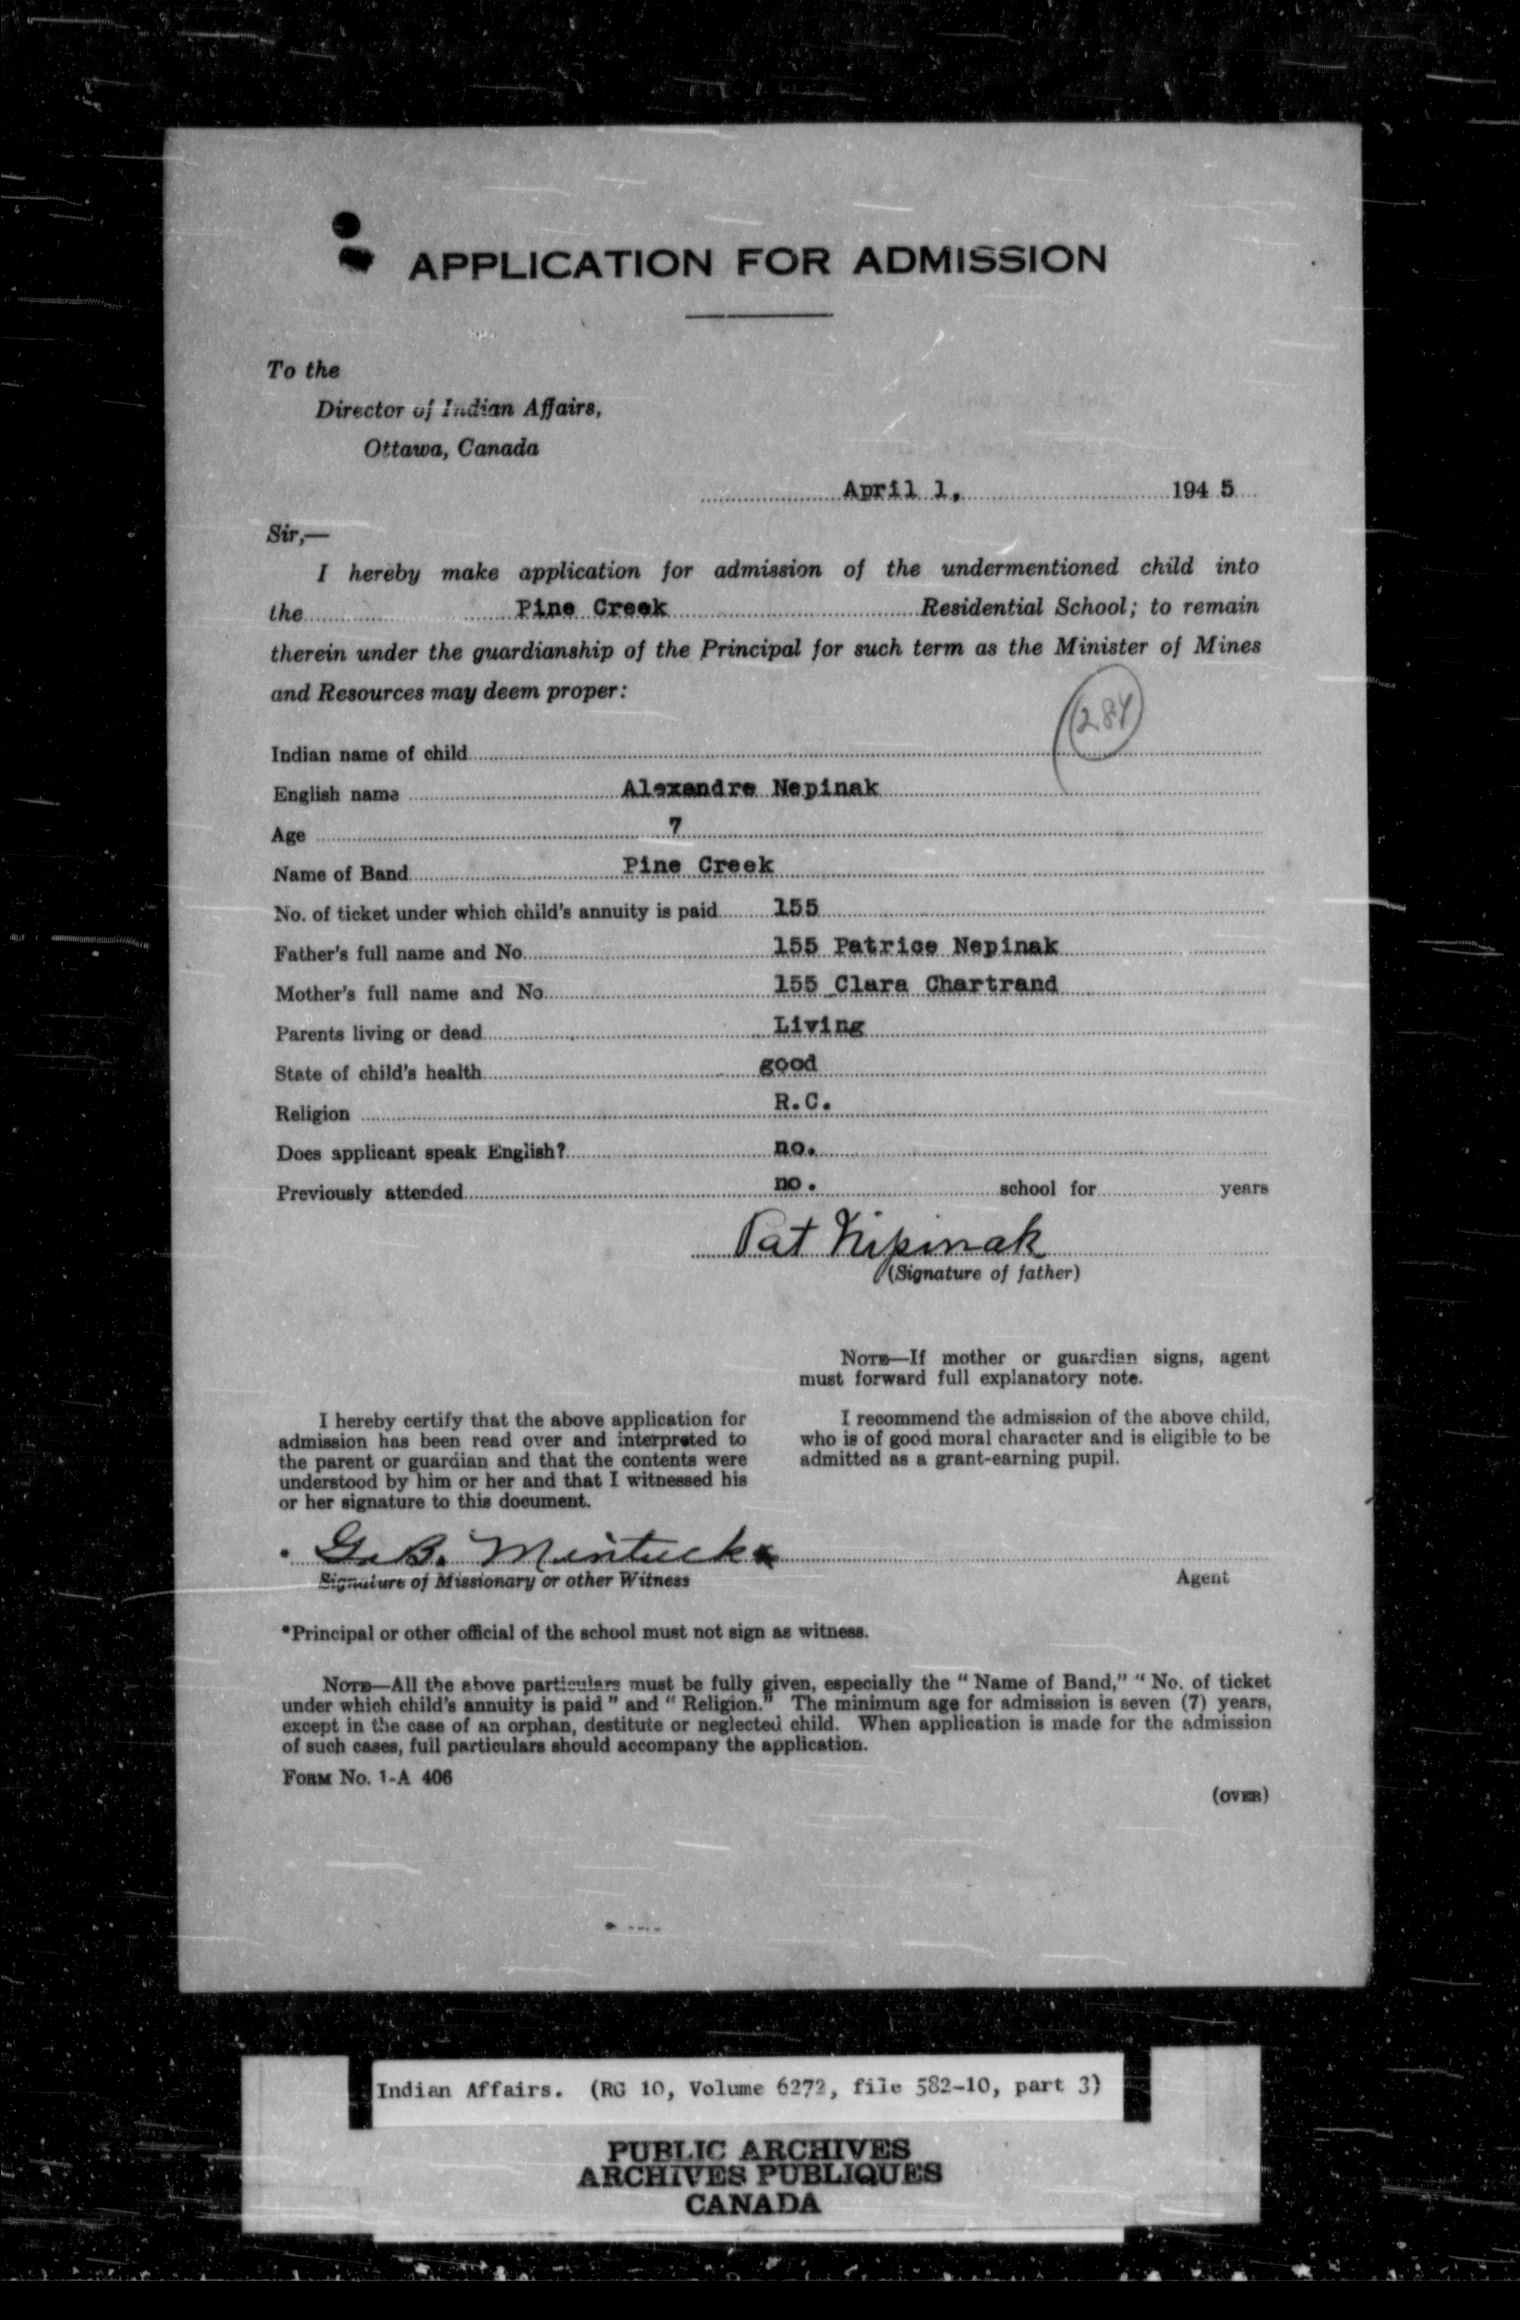 APPLICATION FOR ADMISSION
To the
Director of Indian Affairs,
Ottawa, Canada
April 1, 194 5
Sir,—
I hereby make application for admission of the undermentioned child into
the Pine Creek Residential School; to remain
therein under the guardianship of the Principal for such term as the Minister of Mines
and Resources may deem proper:
284
Indian name of child
English name Alexandre Nepinak
Age 7
Name of Band Pine Creek
No. of ticket under which child's annuity is paid 155
Father's full name and No. 155 Patrice Nepinak
Mother's full name and No. 155 Clara Chartrand
Parents living or dead Living
State of child's health good
Religion R.C.
Does applicant speak English? no.
Previously attended no. school for years
Pat Nipinak
(Signature of father)
NOTE—If mother or guardian signs, agent
must forward full explanatory note.
I hereby certify that the above application for
admission has been read over and interpreted to
the parent or guardian and that the contents were
understood by him or her and that I witnessed his
or her signature to this document.
I recommend the admission of the above child,
who is of good moral character and is eligible to be
admitted as a grant-earning pupil.
* G. B. Mintuck
Signature of Missionary or other Witness
Agent
*Principal or other official of the school must not sign as witness.
NOTE—All the above particulars must be fully given, especially the “ Name of Band,” “ No. of ticket
under which child's annuity is paid ” and “ Religion.” The minimum age for admission is seven (7) years,
except in the case of an orphan, destitute or neglected child. When application is made for the admission
of such cases, full particulars should accompany the application.
FORM No. 1-A 406
(OVER)
Indian Affairs. (RG 10, Volume 6272, file 582-10, part 3)
PUBLIC ARCHIVES
ARCHIVES PUBLIQUES
CANADA